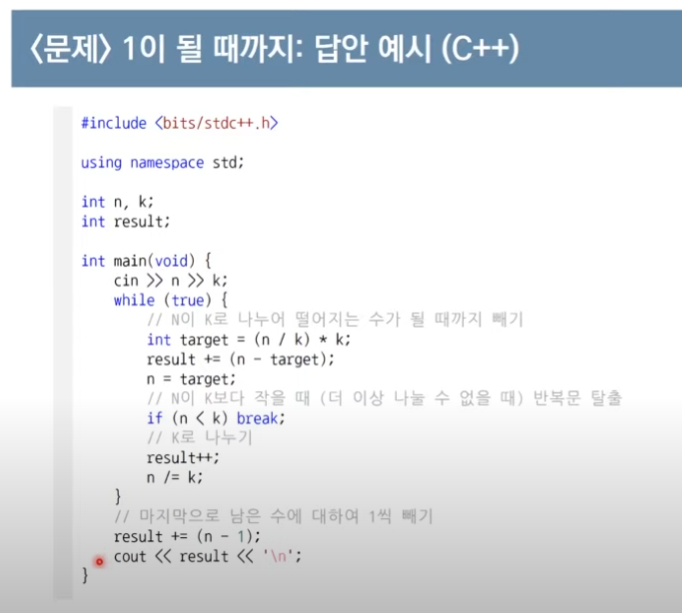 <문제> 1이 될 때까지: 답안 예시 (C++)
#include <bits/stdc++.h>
using namespace std;
int n, k;
int result;
int main(void) {
cin >> n >> k;
while (true) {
// N이 K로 나누어 떨어지는 수가 될 때까지 빼기
int target = (n / k) * k;
result += (n - target);
n = target;
// N이 K보다 작을 때 (더 이상 나눌 수 없을 때) 반복문 탈출
if (n < k) break;
// K로 나누기
result++;
n /= k;
}
// 마지막으로 남은 수에 대하여 1씩 빼기
result += (n - 1);
cout << result << '\n';
}